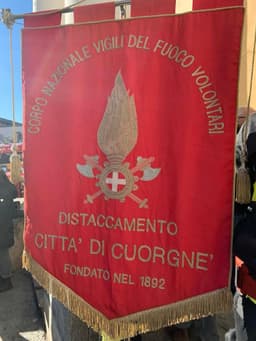 CORPO NAZIONALE VIGILI DEL FUOCO VOLONTARI
DISTACCAMENTO
CITTA' DI CUORGNE'
FONDATO NEL 1892